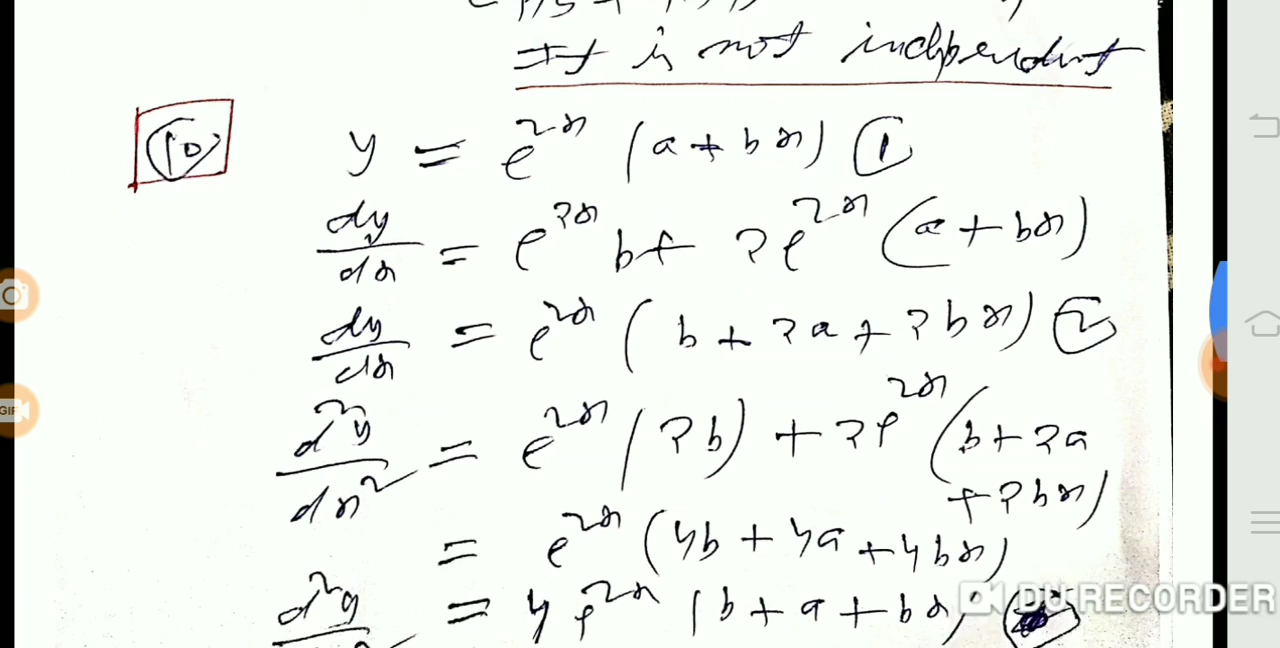 It is not independent
(10) y = e^{2x} (a + bx) (1)
dy/dx = e^{2x} b + 2e^{2x} (a + bx)
dy/dx = e^{2x} (b + 2a + 2bx) (2)
d²y/dx² = e^{2x} (2b) + 2e^{2x} (b + 2a
+ 2bx)
= e^{2x} (4b + 4a + 4bx)
d²y = 4e^{2x} (b + a + bx)
DU RECORDER
GIF